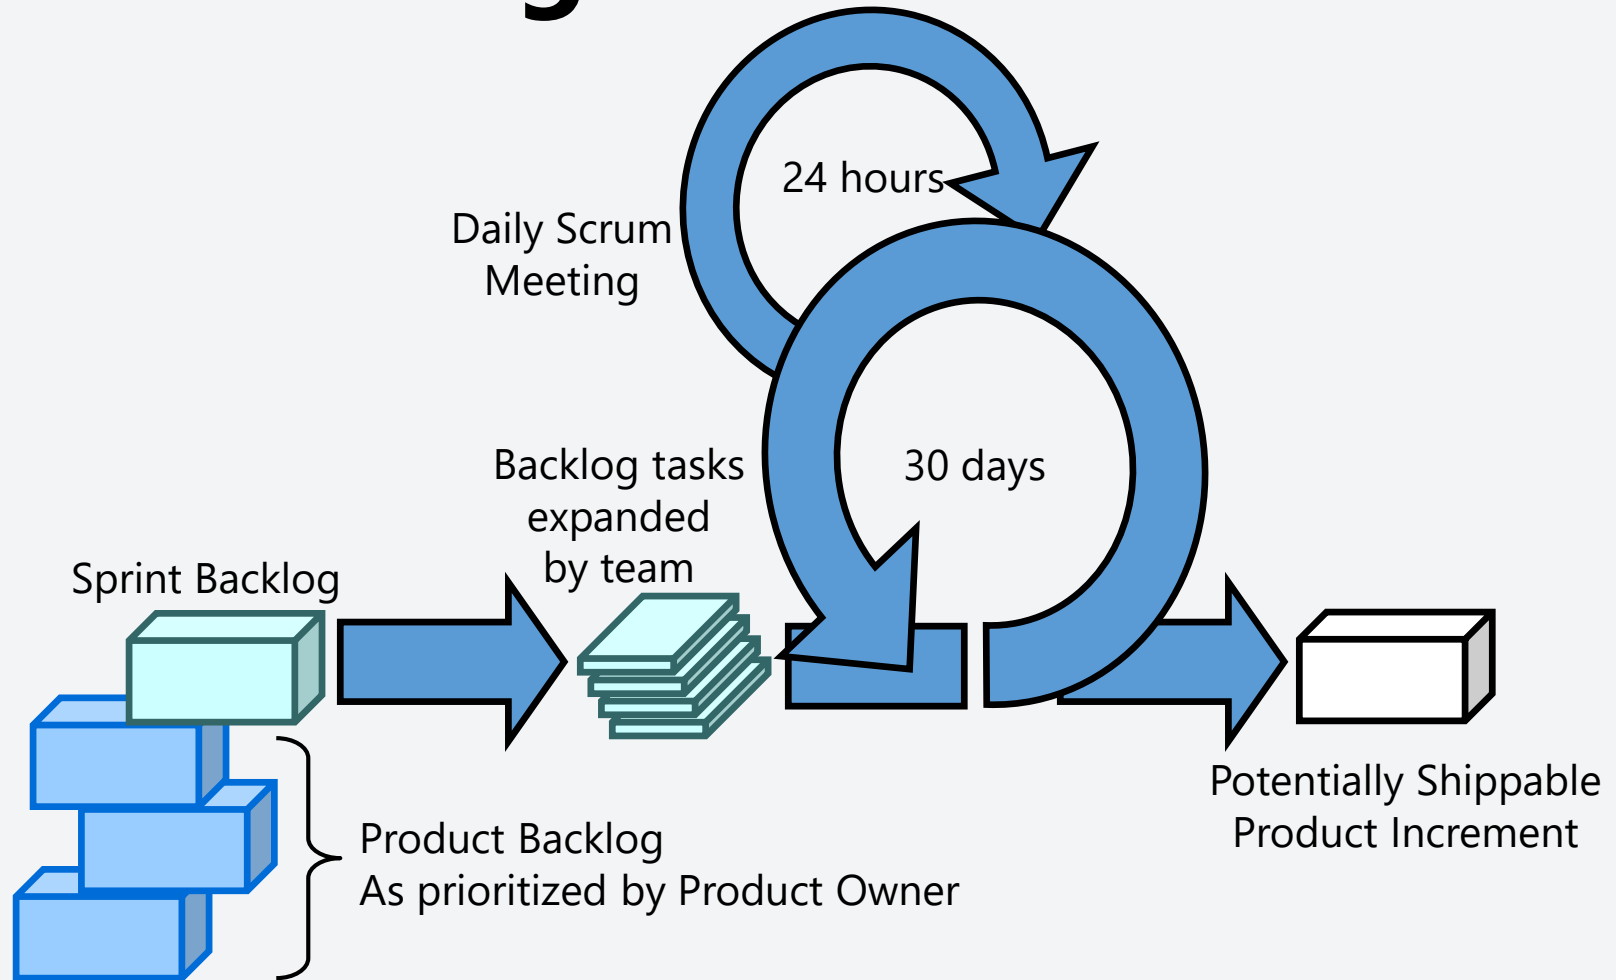 24 hours
Daily Scrum
Meeting
30 days
Backlog tasks
expanded
by team
Sprint Backlog
Potentially Shippable
Product Increment
Product Backlog
As prioritized by Product Owner